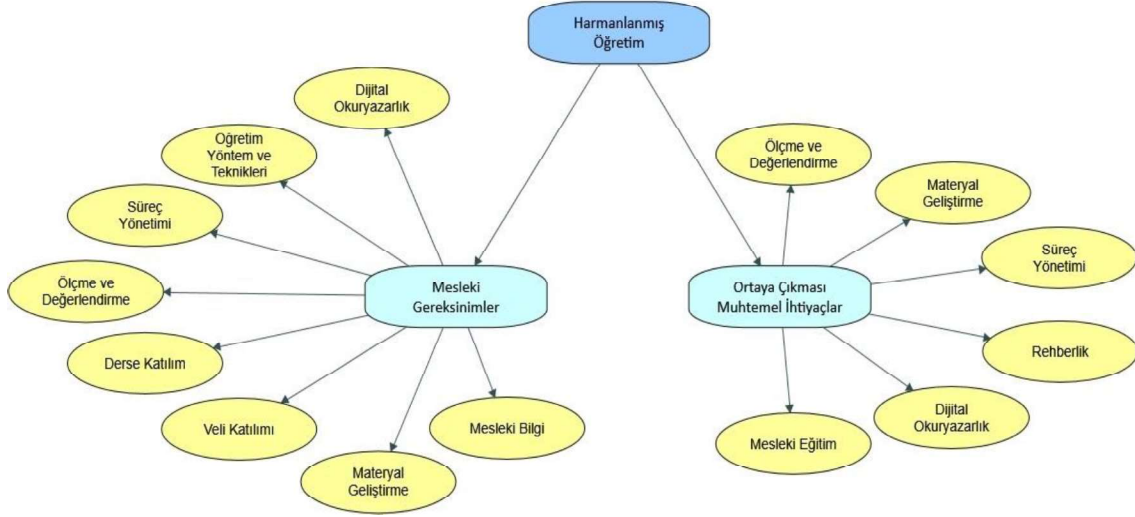 Harmanlanmış
Öğretim
Dijital
Okuryazarlık
Oğretim
Yöntem ve
Teknikleri
Süreç
Yönetimi
Ölçme ve
Değerlendirme
Derse Katılım
Veli Katılımı
Materyal
Geliştirme
Mesleki Bilgi
Mesleki
Gereksinimler
Ortaya Çıkması
Muhtemel İhtiyaçlar
Ölçme ve
Değerlendirme
Materyal
Geliştirme
Süreç
Yönetimi
Rehberlik
Dijital
Okuryazarlık
Mesleki Eğitim